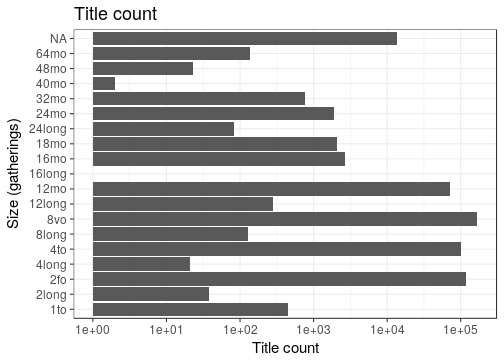 Title count
NA
64mo
48mo
40mo
32mo
24mo
24long
18mo
16mo
16long
12mo
12long
8vo
8long
4to
4long
2fo
2long
1to
Size (gatherings)
1e+00 1e+01 1e+02 1e+03 1e+04 1e+05
Title count